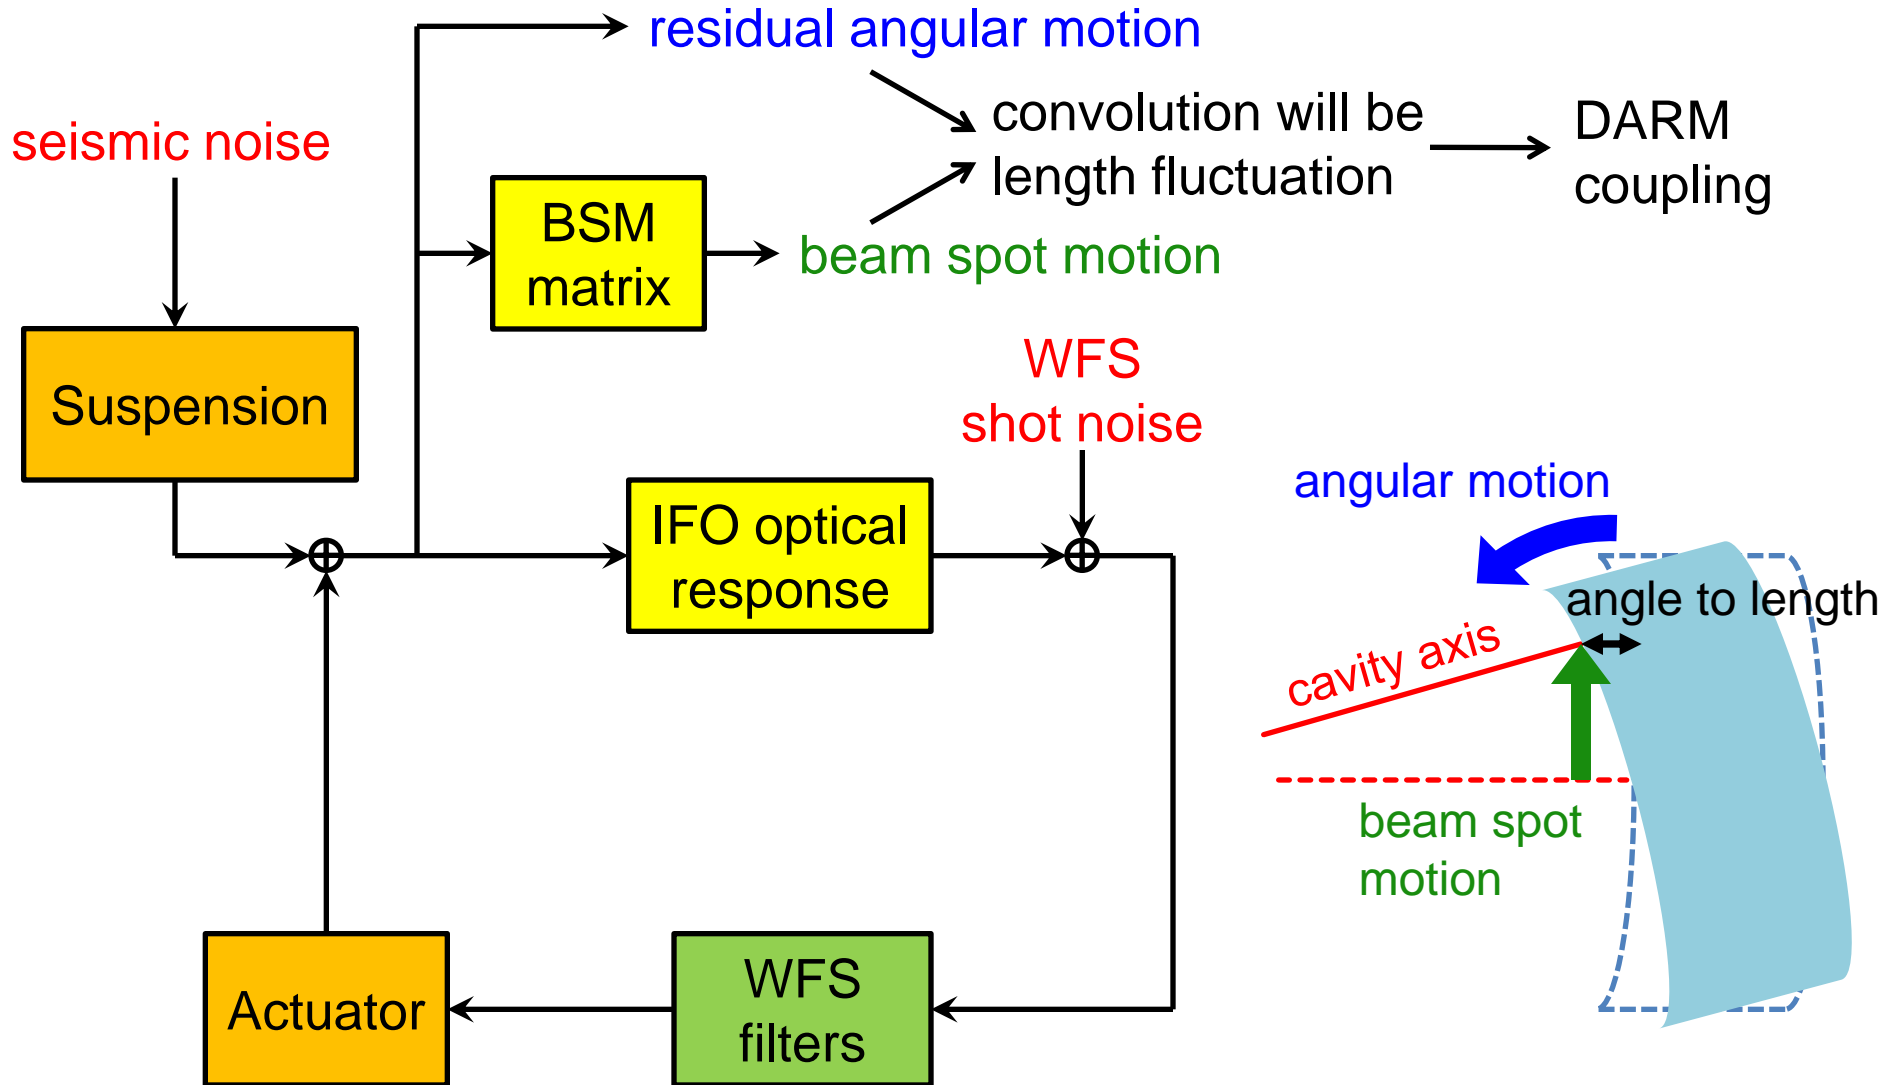 residual angular motion
seismic noise
convolution will be
length fluctuation
DARM
coupling
BSM
matrix
beam spot motion
Suspension
WFS
shot noise
IFO optical
response
angular motion
angle to length
cavity axis
beam spot
motion
Actuator
WFS
filters